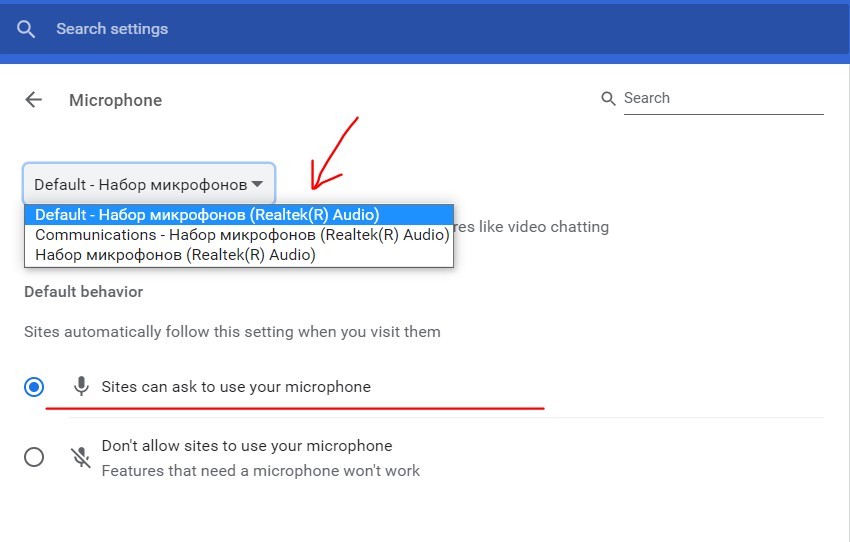 Search settings
Microphone
Search
Default - Набор микрофонов
Default - Набор микрофонов (Realtek(R) Audio)
Communications - Набор микрофонов (Realtek(R) Audio)
res like video chatting
Набор микрофонов (Realtek(R) Audio)
Default behavior
Sites automatically follow this setting when you visit them
Sites can ask to use your microphone
Don't allow sites to use your microphone
Features that need a microphone won't work